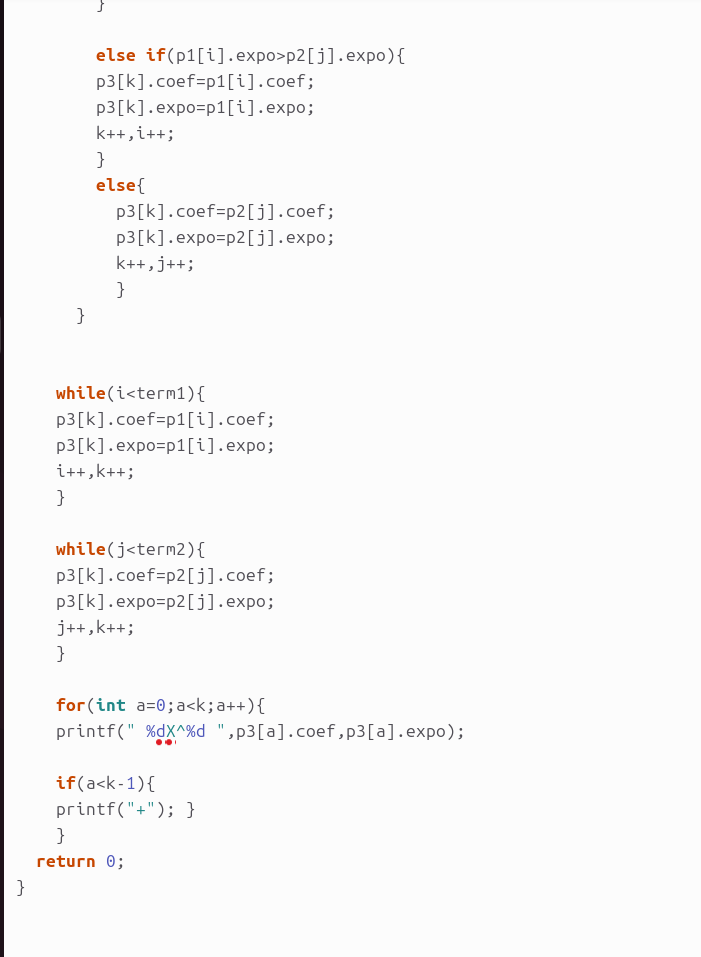 }
else if(p1[i].expo>p2[j].expo){
p3[k].coef=p1[i].coef;
p3[k].expo=p1[i].expo;
k++,i++;
}
else{
p3[k].coef=p2[j].coef;
p3[k].expo=p2[j].expo;
k++,j++;
}
}
while(i<term1){
p3[k].coef=p1[i].coef;
p3[k].expo=p1[i].expo;
i++,k++;
}
while(j<term2){
p3[k].coef=p2[j].coef;
p3[k].expo=p2[j].expo;
j++,k++;
}
for(int a=0;a<k;a++){
printf(" %dX^%d ",p3[a].coef,p3[a].expo);
if(a<k-1){
printf("+"); }
}
return 0;
}